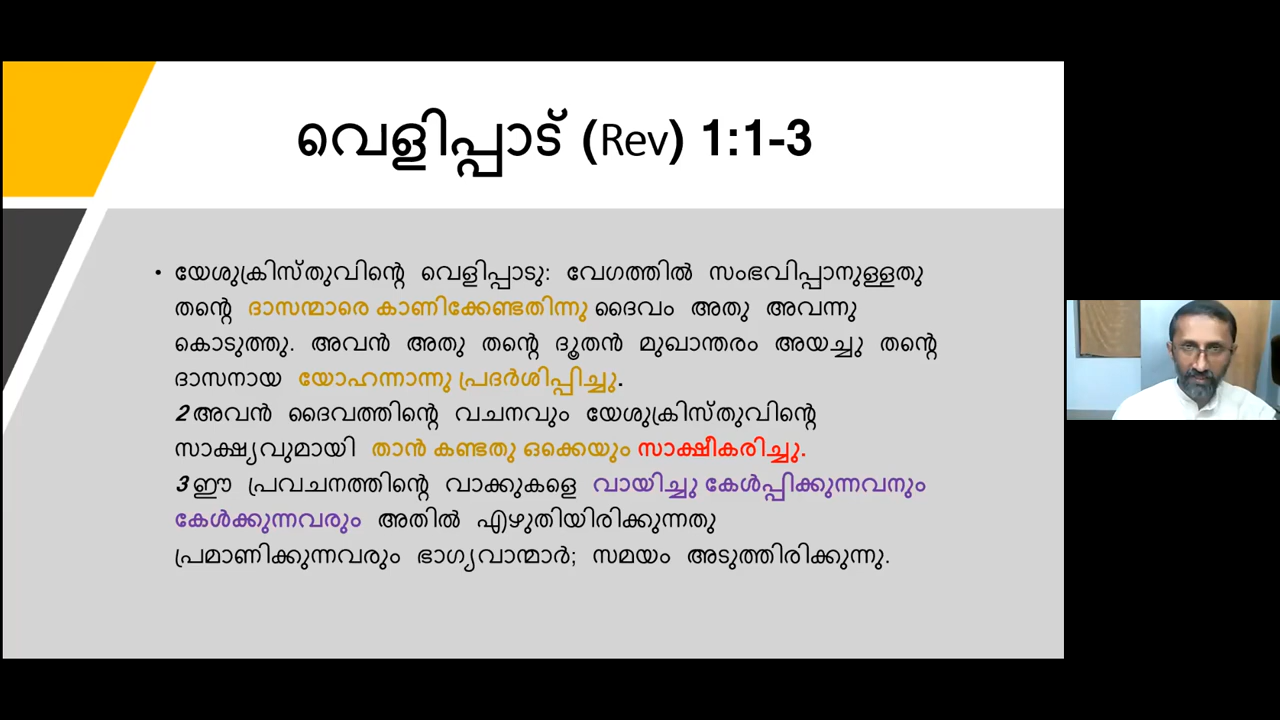 വെളിപ്പാട് (Rev) 1:1-3
• യേശുക്രിസ്തുവിന്റെ വെളിപ്പാടു: വേഗത്തിൽ സംഭവിപ്പാനുള്ളതു
തന്റെ ദാസന്മാരെ കാണിക്കേണ്ടതിന്നു ദൈവം അതു അവന്നു
കൊടുത്തു. അവൻ അതു തന്റെ ദൂതൻ മുഖാന്തരം അയച്ചു തന്റെ
ദാസനായ യോഹന്നാന്നു പ്രദർശിപ്പിച്ചു.
2 അവൻ ദൈവത്തിന്റെ വചനവും യേശുക്രിസ്തുവിന്റെ
സാക്ഷ്യവുമായി താൻ കണ്ടതു ഒക്കെയും സാക്ഷീകരിച്ചു.
3 ഈ പ്രവചനത്തിന്റെ വാക്കുകളെ വായിച്ചു കേൾപ്പിക്കുന്നവനും
കേൾക്കുന്നവരും അതിൽ എഴുതിയിരിക്കുന്നതു
പ്രമാണിക്കുന്നവരും ഭാഗ്യവാന്മാർ; സമയം അടുത്തിരിക്കുന്നു.